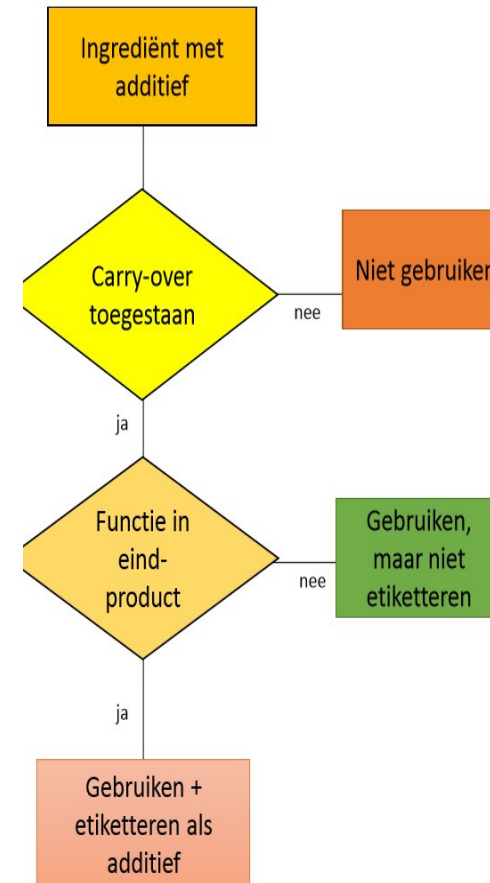 Ingrediënt met
additief
Carry-over
toegestaan
nee
Niet gebruiken
ja
Functie in
eind-
product
nee
Gebruiken,
maar niet
etiketteren
ja
Gebruiken +
etiketteren als
additief